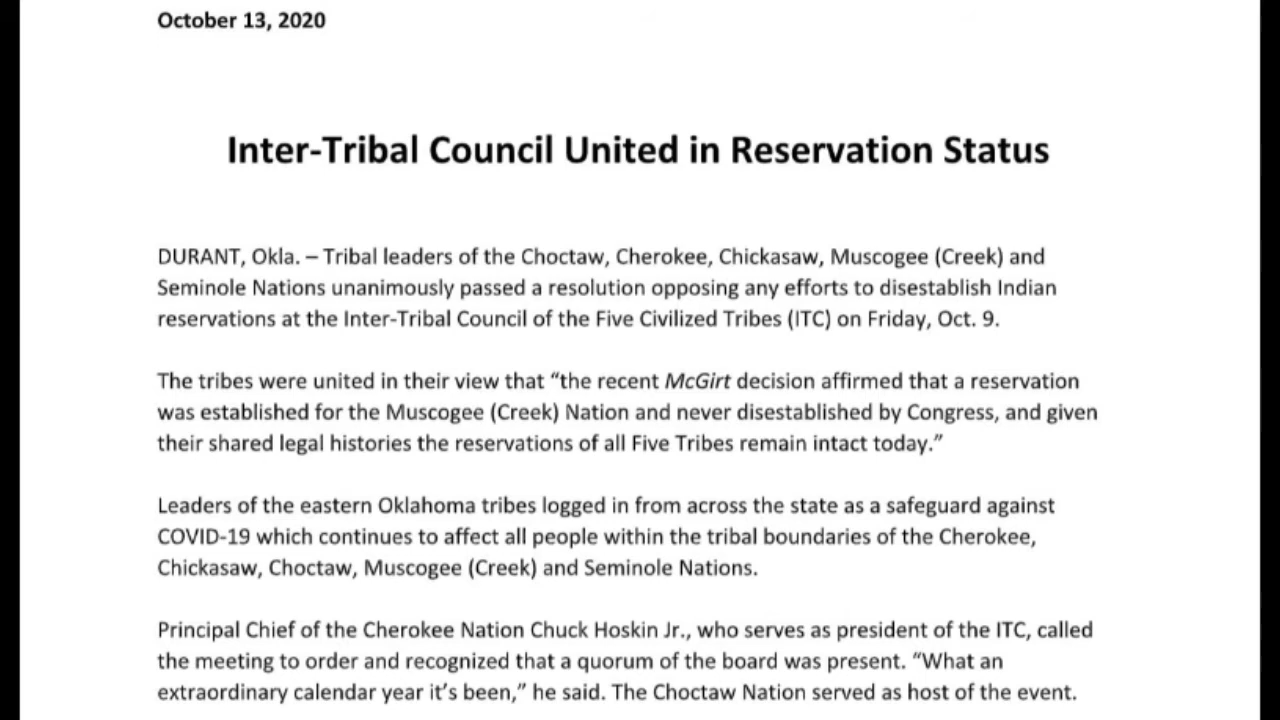 October 13, 2020
Inter-Tribal Council United in Reservation Status
DURANT, Okla. – Tribal leaders of the Choctaw, Cherokee, Chickasaw, Muscogee (Creek) and
Seminole Nations unanimously passed a resolution opposing any efforts to disestablish Indian
reservations at the Inter-Tribal Council of the Five Civilized Tribes (ITC) on Friday, Oct. 9.
The tribes were united in their view that “the recent McGirt decision affirmed that a reservation
was established for the Muscogee (Creek) Nation and never disestablished by Congress, and given
their shared legal histories the reservations of all Five Tribes remain intact today.”
Leaders of the eastern Oklahoma tribes logged in from across the state as a safeguard against
COVID-19 which continues to affect all people within the tribal boundaries of the Cherokee,
Chickasaw, Choctaw, Muscogee (Creek) and Seminole Nations.
Principal Chief of the Cherokee Nation Chuck Hoskin Jr., who serves as president of the ITC, called
the meeting to order and recognized that a quorum of the board was present. “What an
extraordinary calendar year it’s been,” he said. The Choctaw Nation served as host of the event.